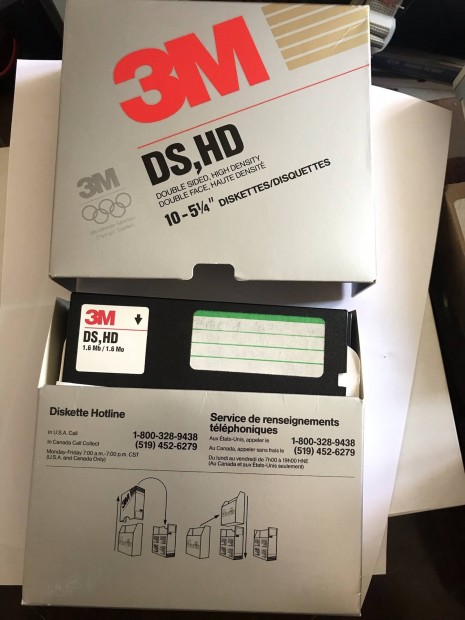 3M
DS,HD
DOUBLE SIDED, HIGH DENSITY
DOUBLE FACE, HAUTE DENSITÉ
10-5¼" DISKETTES/DISQUETTES
3M
3M
DS,HD
1.6 Mb / 1.6 Mo
Diskette Hotline
In U.S.A. Call 1-800-328-9438
In Canada Call Collect (519) 452-6279
Monday-Friday 7:00 a.m.-7:00 p.m. CST
(U.S.A. and Canada Only)
Service de renseignements
téléphoniques
Aux États-Unis, appeler le 1-800-328-9438
Au Canada, appeler sans frais le (519) 452-6279
Du lundi au vendredi de 7h00 à 19h00 HNE
(Au Canada et aux États-Unis seulement)